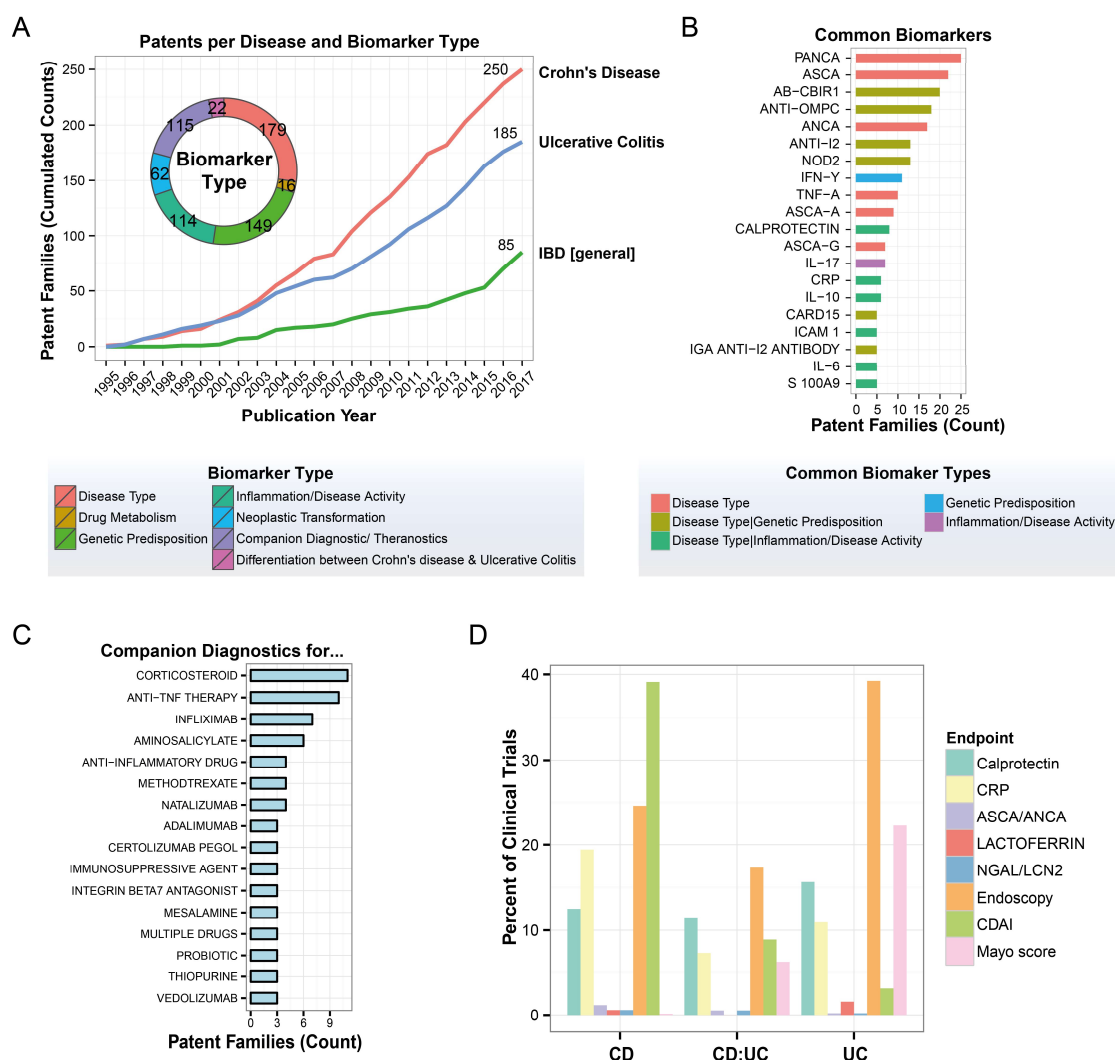 A
Patents per Disease and Biomarker Type
Patent Families (Cumulated Counts)
250
200
150
100
50
0
250
185
85
Crohn's Disease
Ulcerative Colitis
IBD [general]
Biomarker
Type
22
179
16
149
114
62
115
1995
1996
1997
1998
1999
2000
2001
2002
2003
2004
2005
2006
2007
2008
2009
2010
2011
2012
2013
2014
2015
2016
2017
Publication Year
Biomarker Type
Disease Type
Drug Metabolism
Genetic Predisposition
Inflammation/Disease Activity
Neoplastic Transformation
Companion Diagnostic/ Theranostics
Differentiation between Crohn's disease & Ulcerative Colitis
B
Common Biomarkers
PANCA
ASCA
AB−CBIR1
ANTI−OMPC
ANCA
ANTI−I2
NOD2
IFN−Y
TNF−A
ASCA−A
CALPROTECTIN
ASCA−G
IL−17
CRP
IL−10
CARD15
ICAM 1
IGA ANTI−I2 ANTIBODY
IL−6
S 100A9
0 5 10 15 20 25
Patent Families (Count)
Common Biomaker Types
Disease Type
Disease Type|Genetic Predisposition
Disease Type|Inflammation/Disease Activity
Genetic Predisposition
Inflammation/Disease Activity
C
Companion Diagnostics for...
CORTICOSTEROID
ANTI−TNF THERAPY
INFLIXIMAB
AMINOSALICYLATE
ANTI−INFLAMMATORY DRUG
METHODTREXATE
NATALIZUMAB
ADALIMUMAB
CERTOLIZUMAB PEGOL
IMMUNOSUPPRESSIVE AGENT
INTEGRIN BETA7 ANTAGONIST
MESALAMINE
MULTIPLE DRUGS
PROBIOTIC
THIOPURINE
VEDOLIZUMAB
0 3 6 9
Patent Families (Count)
D
Percent of Clinical Trials
40
30
20
10
0
CD CD:UC UC
Endpoint
Calprotectin
CRP
ASCA/ANCA
LACTOFERRIN
NGAL/LCN2
Endoscopy
CDAI
Mayo score